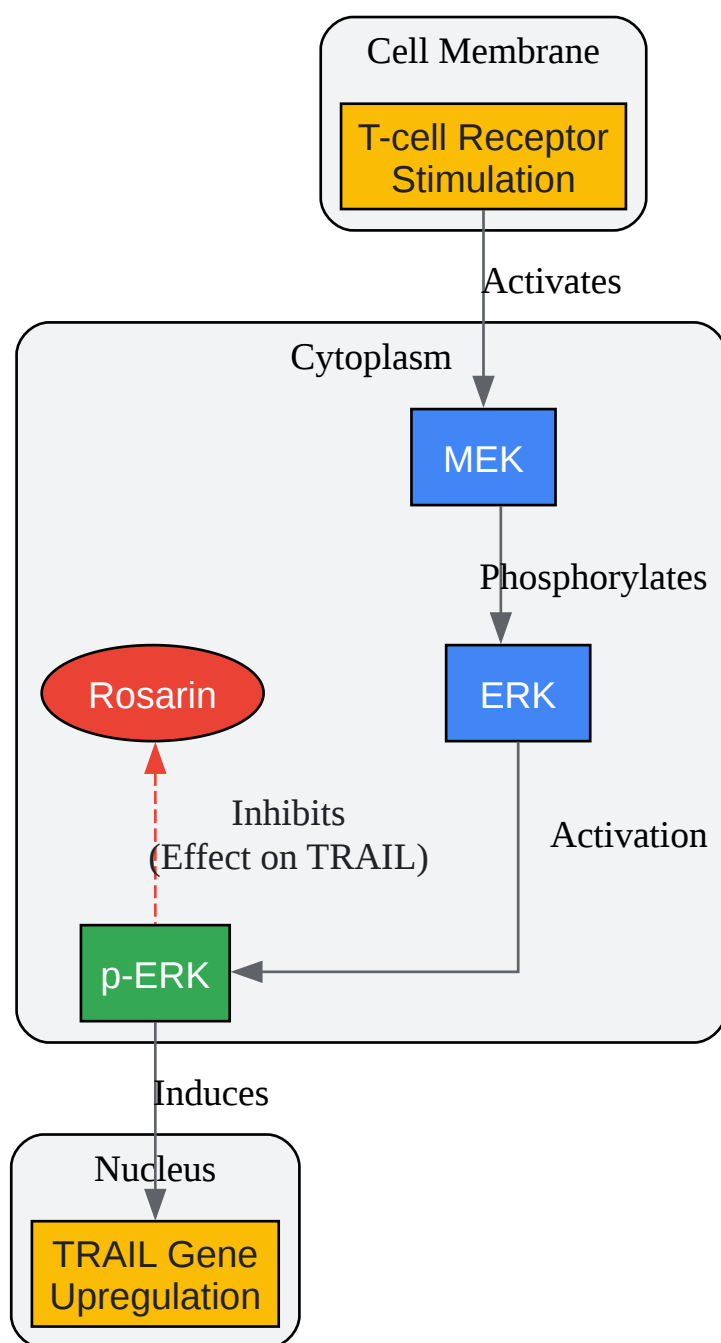 Cell Membrane
T-cell Receptor
Stimulation
Activates
Cytoplasm
MEK
Phosphorylates
Rosarin
ERK
Inhibits
(Effect on TRAIL)
Activation
p-ERK
Induces
Nucleus
TRAIL Gene
Upregulation